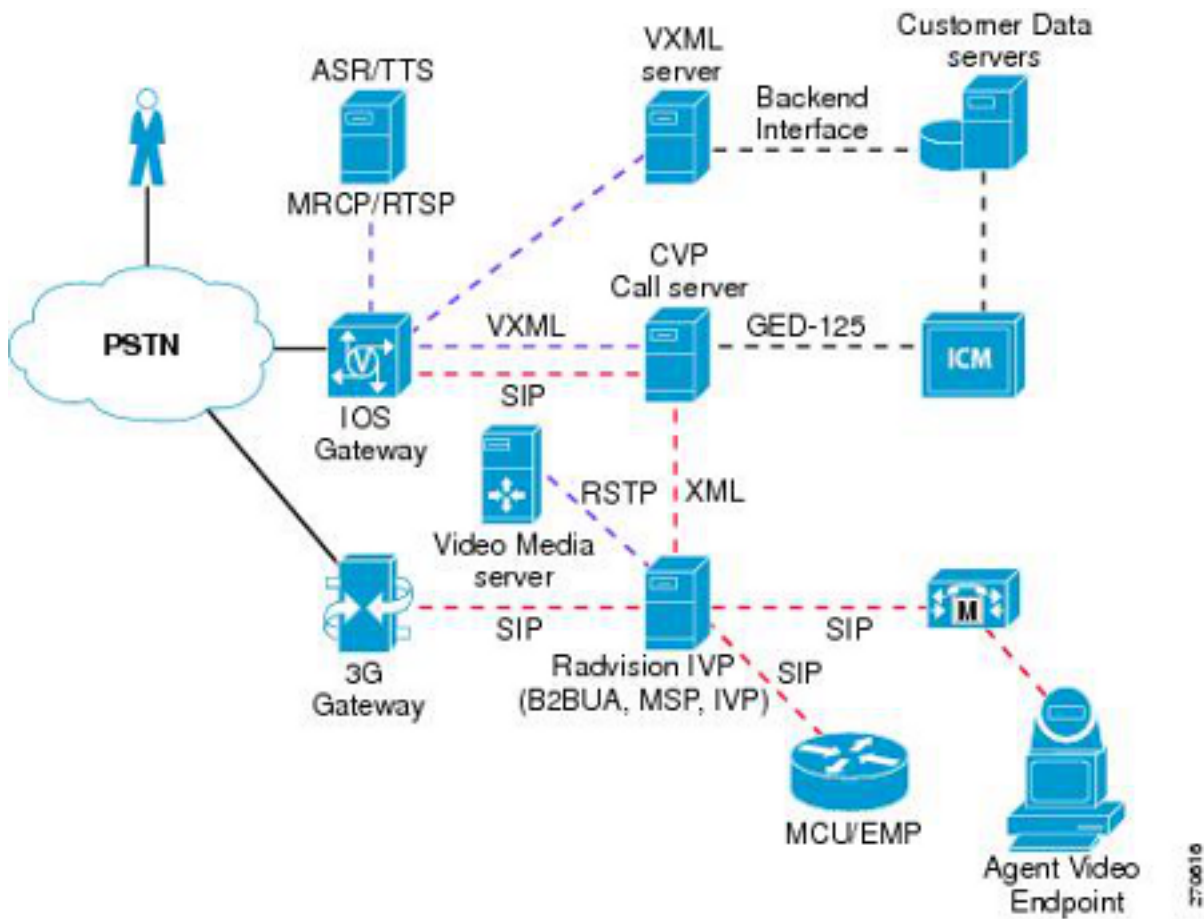 VXML
server
Customer Data
servers
ASR/TTS
Backend
Interface
MRCP/RTSP
CVP
Call server
PSTN
VXML
GED-125
V
ICM
SIP
IOS
Gateway
RSTP
XML
Video Media
server
M
SIP
SIP
3G
Gateway
Radvision IVP
(B2BUA, MSP, IVP)
SIP
MCU/EMP
Agent Video
Endpoint
270616